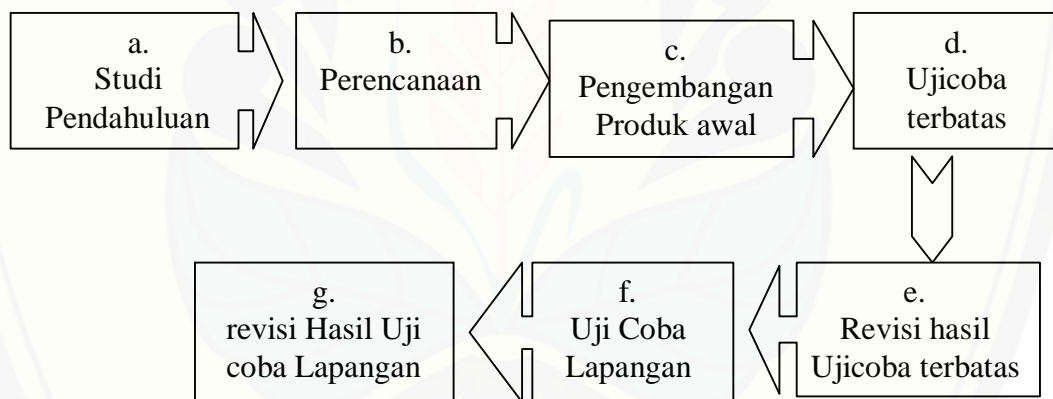 a.
Studi
Pendahuluan
b.
Perencanaan
c.
Pengembangan
Produk awal
d.
Ujicoba
terbatas
e.
Revisi hasil
Ujicoba terbatas
f.
Uji Coba
Lapangan
g.
revisi Hasil Uji
coba Lapangan